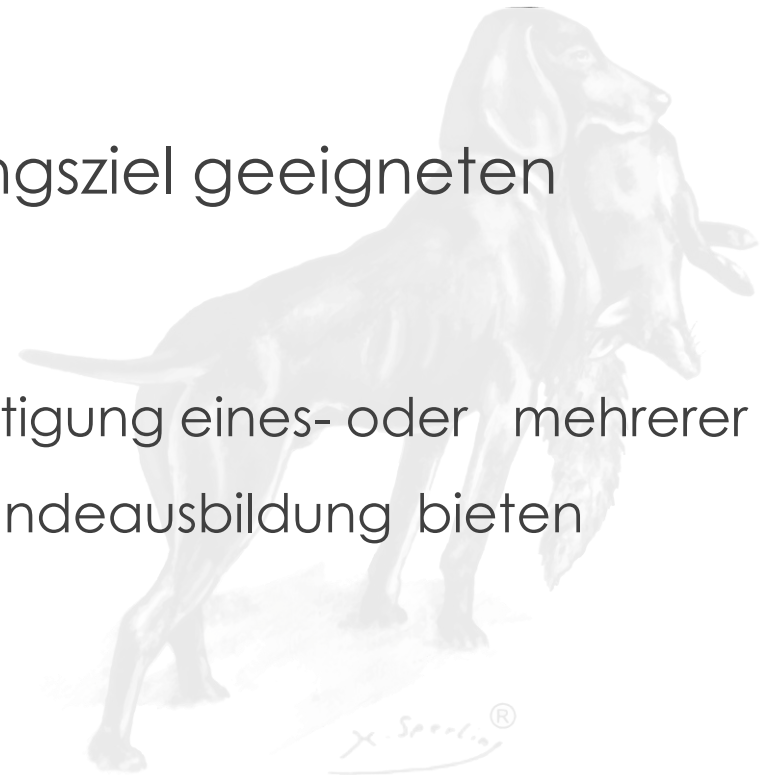 ngsziel geeigneten
tigung eines- oder mehrerer
ndeausbildung bieten
®